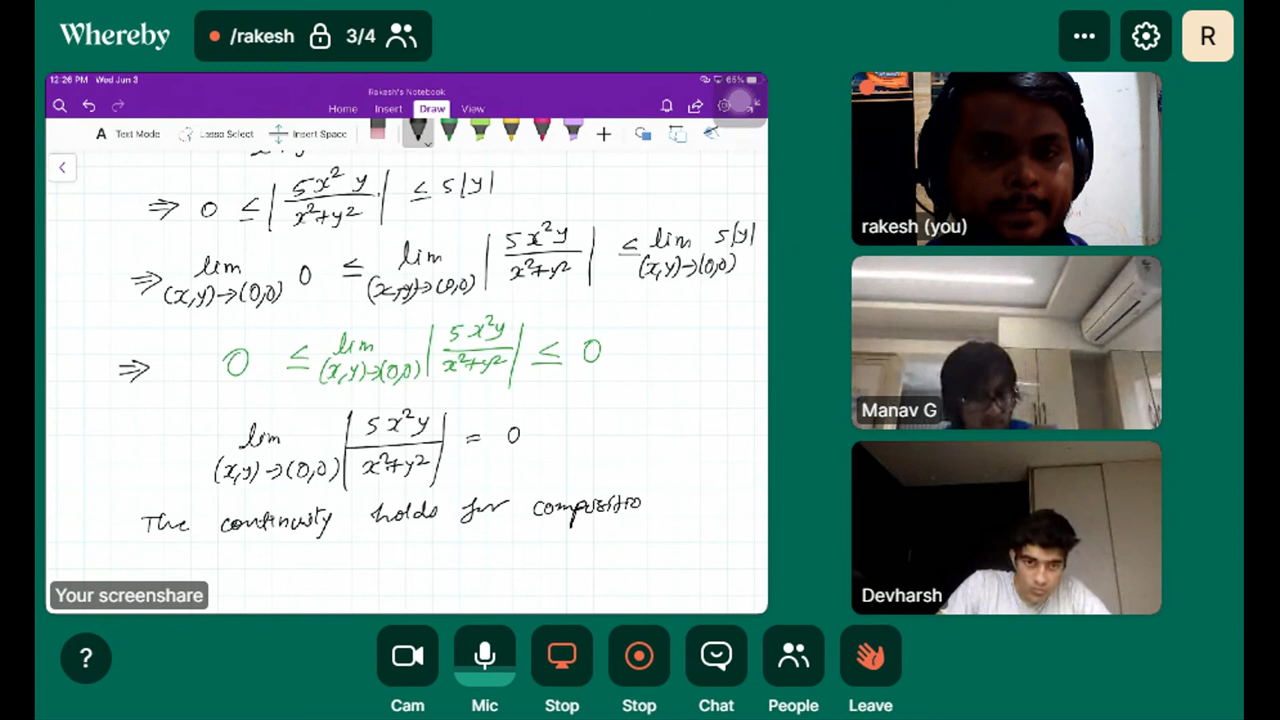 Whereby
/rakesh 3/4
R
12:26 PM Wed Jun 3
65%
Rakesh's Notebook
Home Insert Draw View
A Text Mode Lasso Select Insert Space
⇒ 0 ≤ | 5x² y / x²+y² | ≤ 5|y|
⇒ lim (x,y)→(0,0) 0 ≤ lim (x,y)→(0,0) | 5x²y / x²+y² | ≤ lim (x,y)→(0,0) 5|y|
⇒ 0 ≤ lim (x,y)→(0,0) | 5x²y / x²+y² | ≤ 0
lim (x,y)→(0,0) | 5x²y / x²+y² | = 0
The continuity holds for compositio
Your screenshare
rakesh (you)
Manav G
Devharsh
?
Cam Mic Stop Stop Chat People Leave